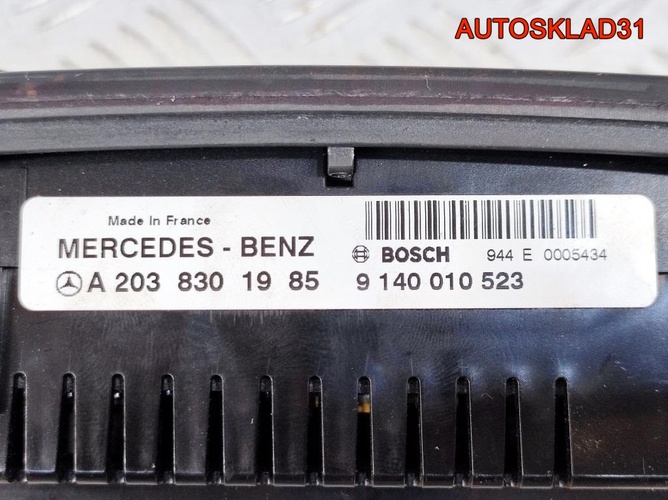 AUTOSKLAD31
Made In France
MERCEDES - BENZ
BOSCH 944 E 0005434
A 203 830 19 85 9 140 010 523